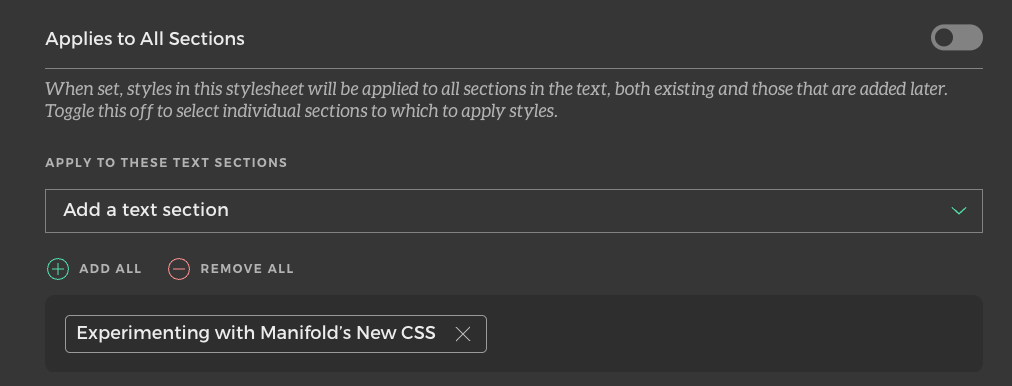 Applies to All Sections
When set, styles in this stylesheet will be applied to all sections in the text, both existing and those that are added later.
Toggle this off to select individual sections to which to apply styles.
APPLY TO THESE TEXT SECTIONS
Add a text section
ADD ALL REMOVE ALL
Experimenting with Manifold’s New CSS